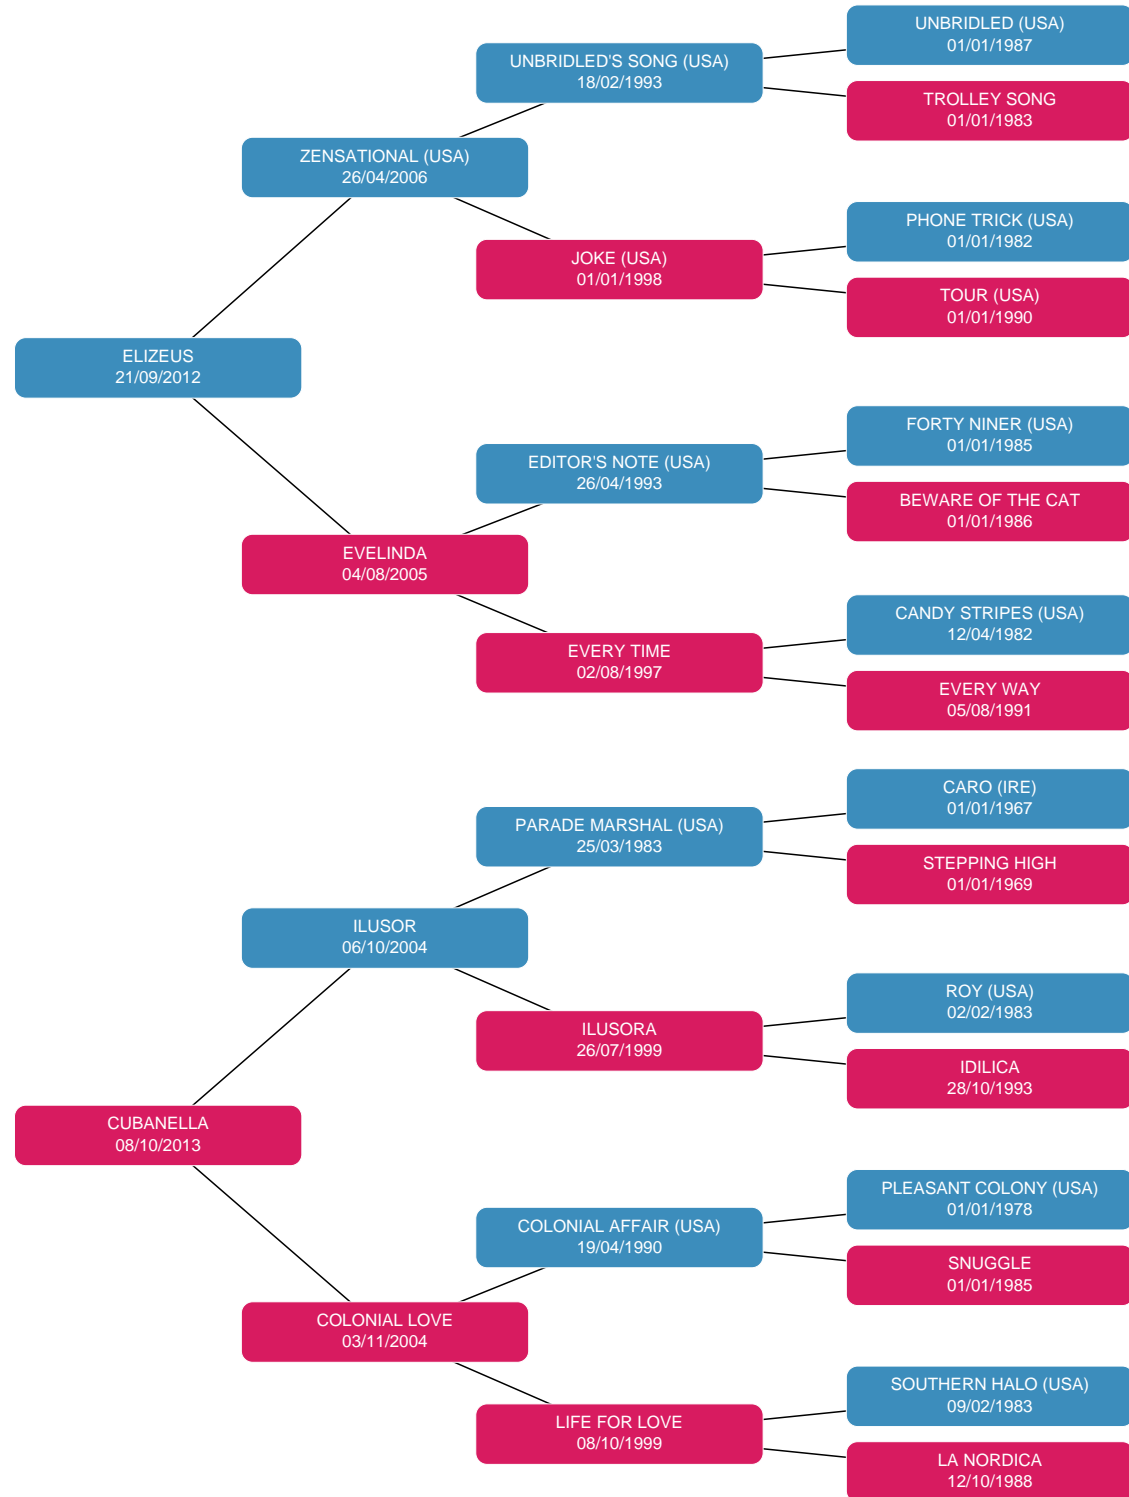 UNBRIDLED (USA)
01/01/1987
UNBRIDLED'S SONG (USA)
18/02/1993
TROLLEY SONG
01/01/1983
ZENSATIONAL (USA)
26/04/2006
PHONE TRICK (USA)
01/01/1982
JOKE (USA)
01/01/1998
TOUR (USA)
01/01/1990
ELIZEUS
21/09/2012
FORTY NINER (USA)
01/01/1985
EDITOR'S NOTE (USA)
26/04/1993
BEWARE OF THE CAT
01/01/1986
EVELINDA
04/08/2005
CANDY STRIPES (USA)
12/04/1982
EVERY TIME
02/08/1997
EVERY WAY
05/08/1991
CARO (IRE)
01/01/1967
PARADE MARSHAL (USA)
25/03/1983
STEPPING HIGH
01/01/1969
ILUSOR
06/10/2004
ROY (USA)
02/02/1983
ILUSORA
26/07/1999
IDILICA
28/10/1993
CUBANELLA
08/10/2013
PLEASANT COLONY (USA)
01/01/1978
COLONIAL AFFAIR (USA)
19/04/1990
SNUGGLE
01/01/1985
COLONIAL LOVE
03/11/2004
SOUTHERN HALO (USA)
09/02/1983
LIFE FOR LOVE
08/10/1999
LA NORDICA
12/10/1988